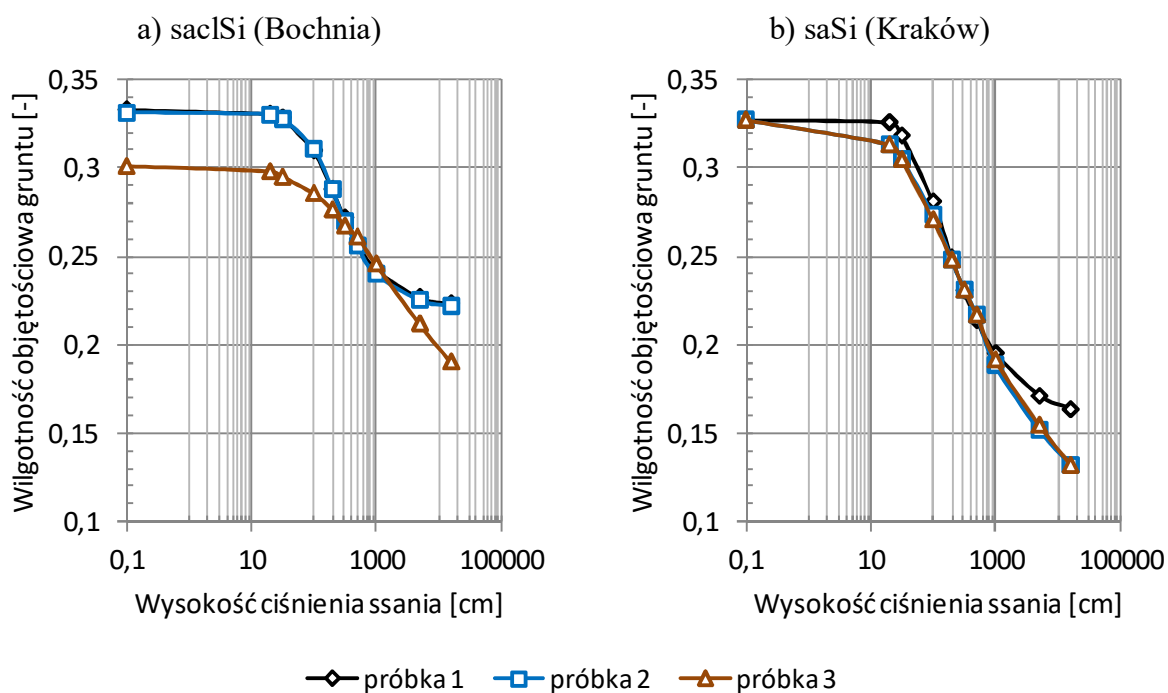 a) saclSi (Bochnia)
b) saSi (Kraków)
Wilgotność objętościowa gruntu [-]
0,35
0,3
0,25
0,2
0,15
0,1
0,1 10 1000 100000
Wysokość ciśnienia ssania [cm]
Wilgotność objętościowa gruntu [-]
0,35
0,3
0,25
0,2
0,15
0,1
0,1 10 1000 100000
Wysokość ciśnienia ssania [cm]
próbka 1 próbka 2 próbka 3